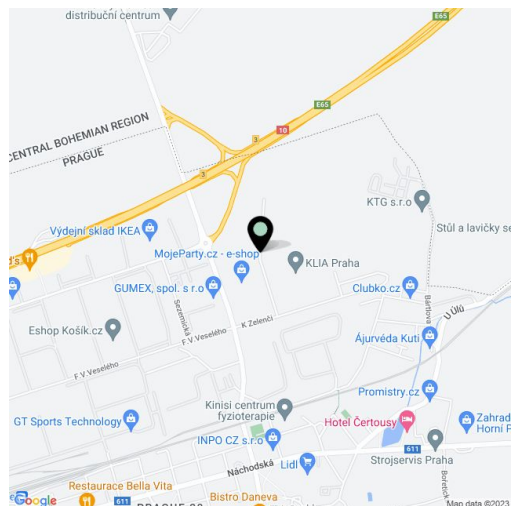 distribuční centrum
E65
E65
3
10
CENTRAL BOHEMIAN REGION
PRAGUE
3
KTG s.r.o
Výdejní sklad IKEA
Stůl a lavičky se
MojeParty.cz - e-shop
KLIA Praha
GUMEX, spol. s r.o
Clubko.cz
Sezemická
Bártlova
U Úlů
K Zelenči
Eshop Košík.cz
F. V. Veselého
Ájurvéda Kutí
F. V. Veselého
Promistry.cz
Kinisi centrum
fyzioterapie
GT Sports Technology
Hotel Čertousy
Zahrad
Horní P
INPO CZ s.r.o
611
Náchodská
Lidl
Strojservis Praha
Restaurace Bella Vita
611
Bistro Daneva
Google
Map data ©2023